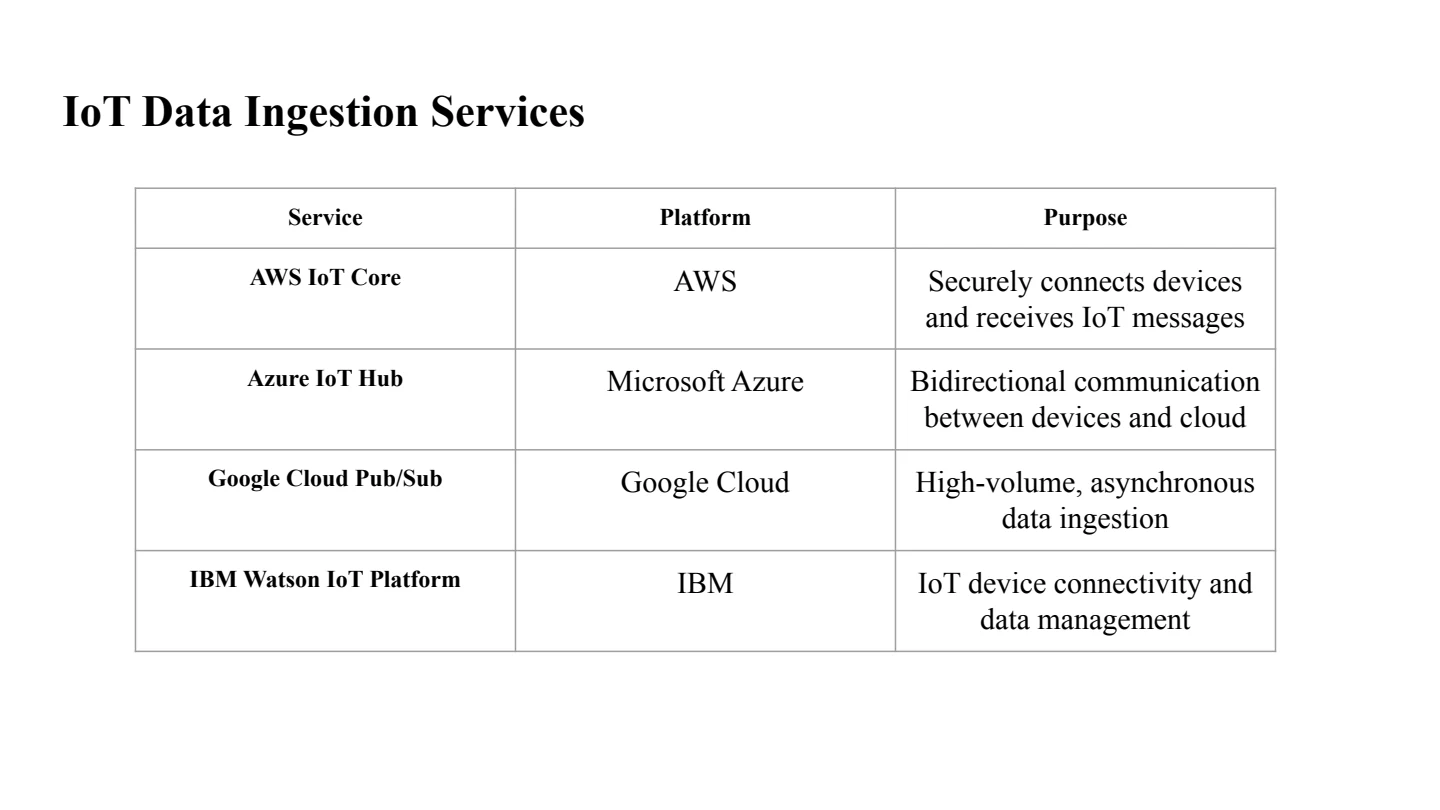 IoT Data Ingestion Services
Service
Platform
Purpose
AWS IoT Core
AWS
Securely connects devices
and receives IoT messages
Azure IoT Hub
Microsoft Azure
Bidirectional communication
between devices and cloud
Google Cloud Pub/Sub
Google Cloud
High-volume, asynchronous
data ingestion
IBM Watson IoT Platform
IBM
IoT device connectivity and
data management